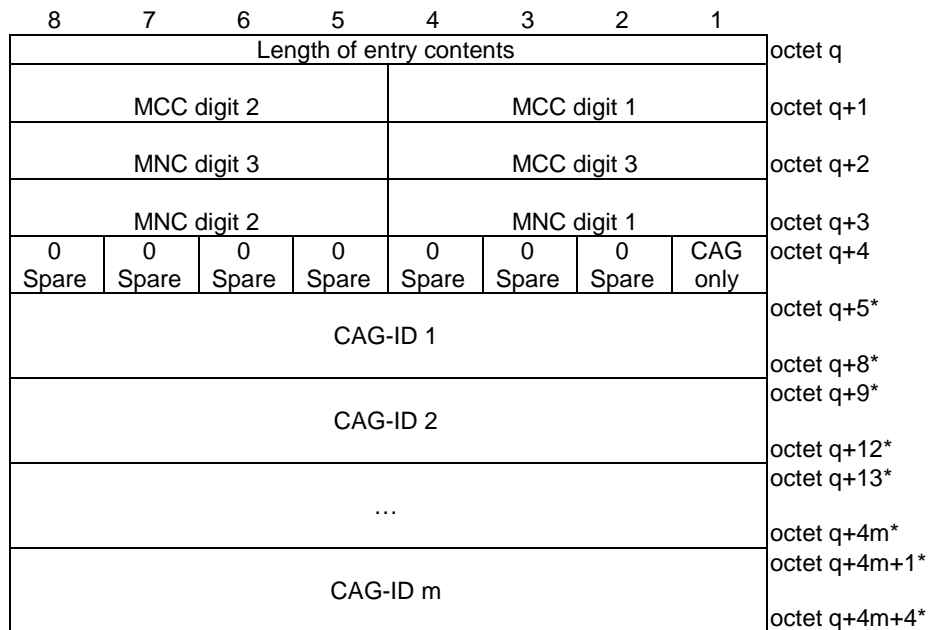 8 7 6 5 4 3 2 1
Length of entry contents octet q
MCC digit 2 MCC digit 1 octet q+1
MNC digit 3 MCC digit 3 octet q+2
MNC digit 2 MNC digit 1 octet q+3
0 0 0 0 0 0 0 CAG octet q+4
Spare Spare Spare Spare Spare Spare Spare only
octet q+5*
CAG-ID 1
octet q+8*
octet q+9*
CAG-ID 2
octet q+12*
octet q+13*
…
octet q+4m*
octet q+4m+1*
CAG-ID m
octet q+4m+4*